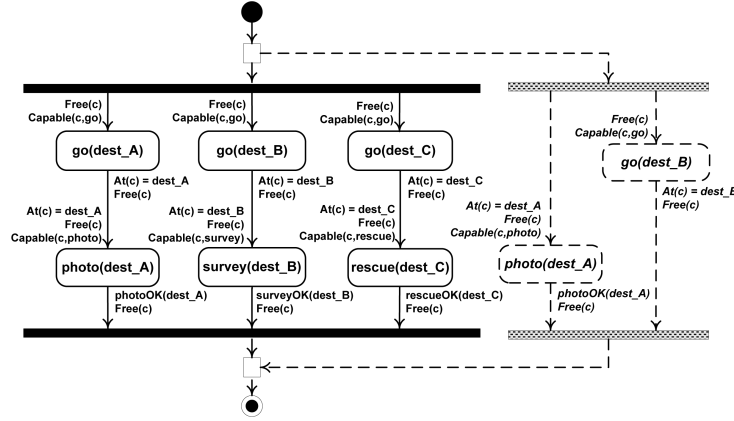 Free(c)
Capable(c,go)
go(dest_A)
At(c) = dest_A
Free(c)
At(c) = dest_A
Free(c)
Capable(c,photo)
photo(dest_A)
photoOK(dest_A)
Free(c)
Free(c)
Capable(c,go)
go(dest_B)
At(c) = dest_B
Free(c)
At(c) = dest_B
Free(c)
Capable(c,survey)
survey(dest_B)
surveyOK(dest_B)
Free(c)
Free(c)
Capable(c,go)
go(dest_C)
At(c) = dest_C
Free(c)
At(c) = dest_C
Free(c)
Capable(c,rescue)
rescue(dest_C)
rescueOK(dest_C)
Free(c)
At(c) = dest_A
Free(c)
Capable(c,photo)
photo(dest_A)
photoOK(dest_A)
Free(c)
Free(c)
Capable(c,go)
go(dest_B)
At(c) = dest_B
Free(c)